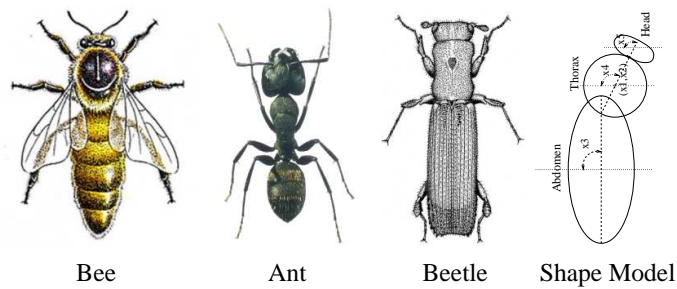 Head
x5
Thorax
x4
(x1,x2)
Abdomen
x3
Bee
Ant
Beetle
Shape Model